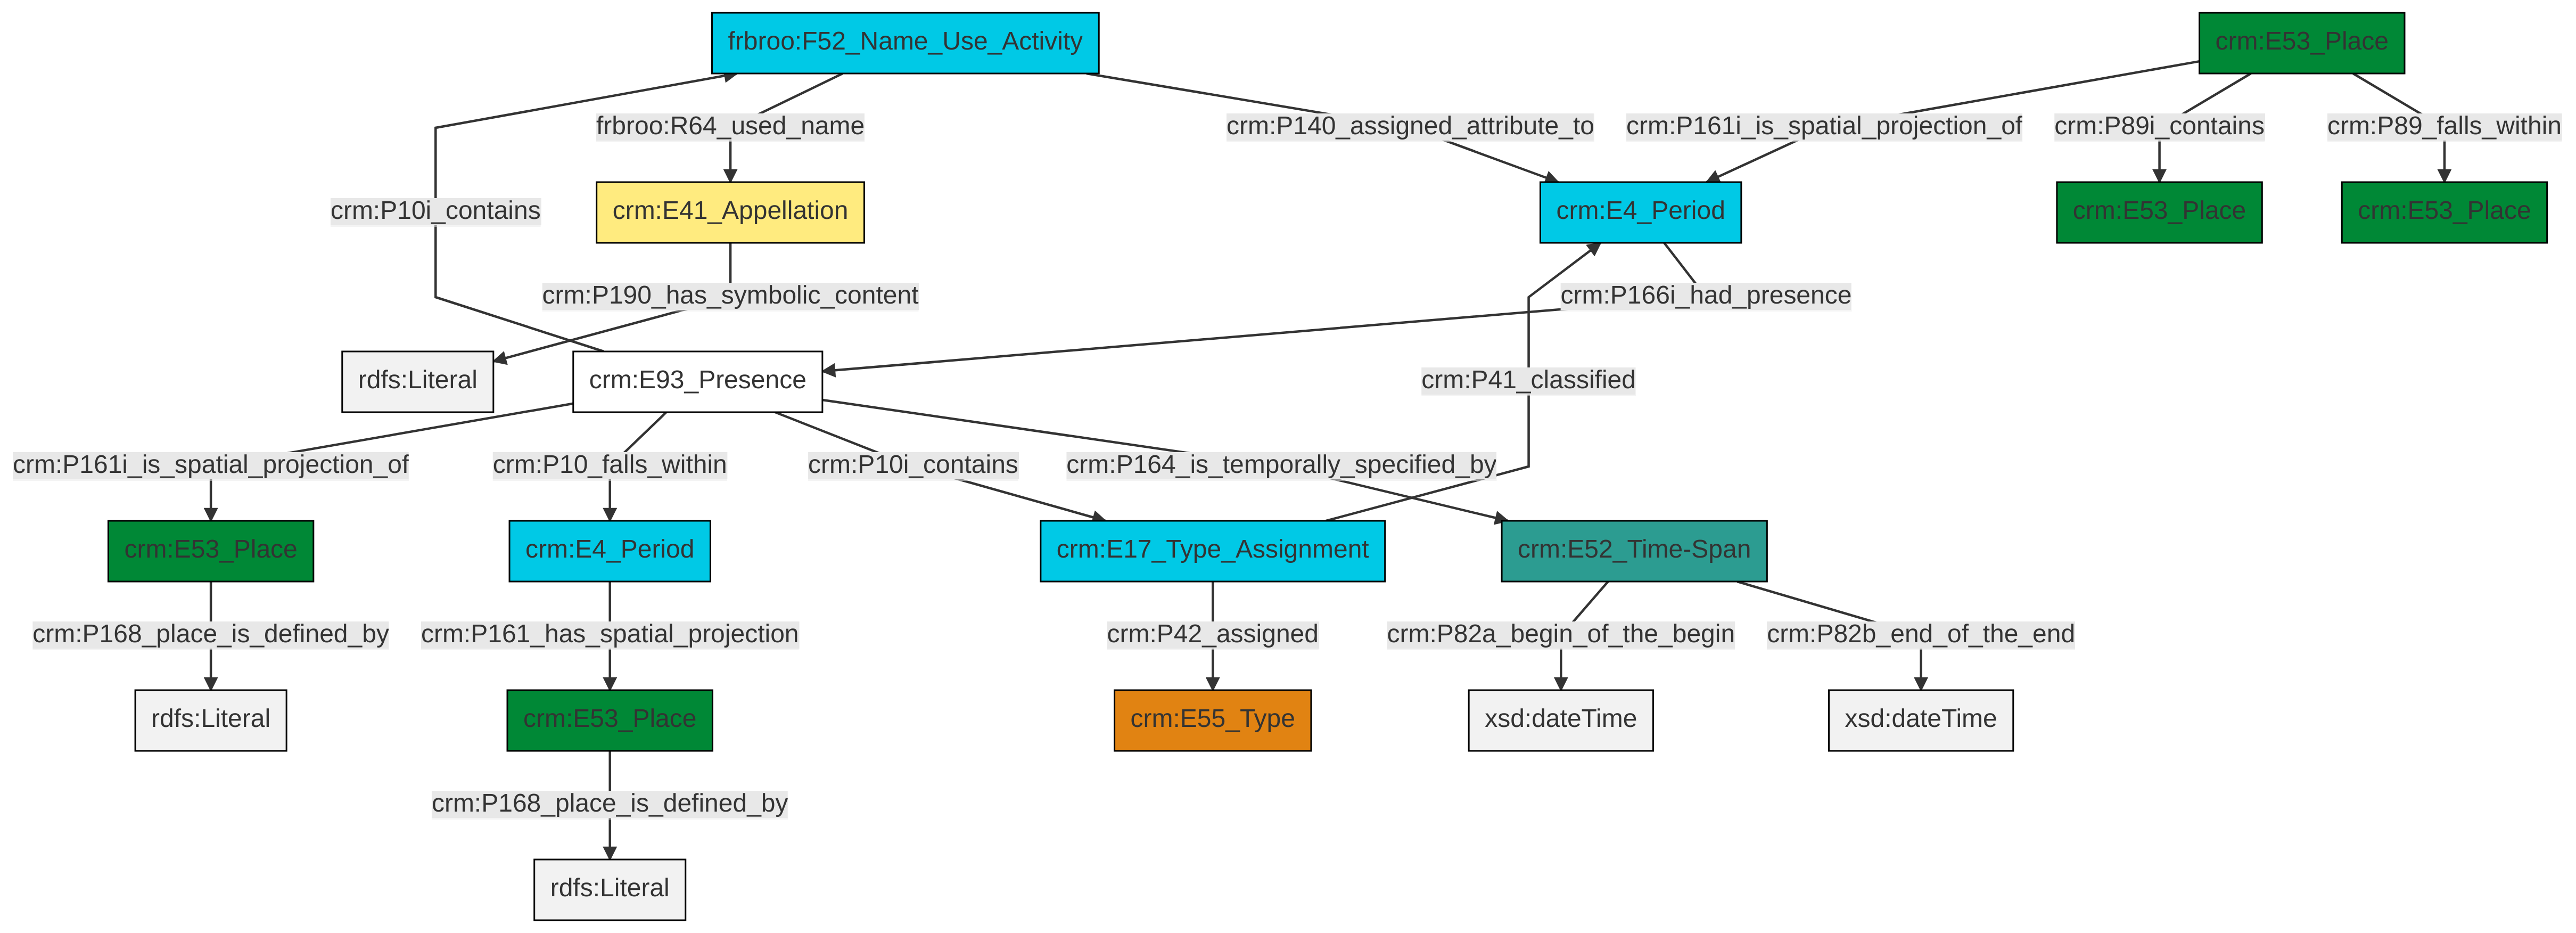 frbroo:F52_Name_Use_Activity
crm:E53_Place
frbroo:R64_used_name
crm:P140_assigned_attribute_to
crm:P161i_is_spatial_projection_of
crm:P89i_contains
crm:P89_falls_within
crm:P10i_contains
crm:E41_Appellation
crm:E4_Period
crm:E53_Place
crm:E53_Place
crm:P190_has_symbolic_content
crm:P166i_had_presence
rdfs:Literal
crm:E93_Presence
crm:P41_classified
crm:P161i_is_spatial_projection_of
crm:P10_falls_within
crm:P10i_contains
crm:P164_is_temporally_specified_by
crm:E53_Place
crm:E4_Period
crm:E17_Type_Assignment
crm:E52_Time-Span
crm:P168_place_is_defined_by
crm:P161_has_spatial_projection
crm:P42_assigned
crm:P82a_begin_of_the_begin
crm:P82b_end_of_the_end
rdfs:Literal
crm:E53_Place
crm:E55_Type
xsd:dateTime
xsd:dateTime
crm:P168_place_is_defined_by
rdfs:Literal